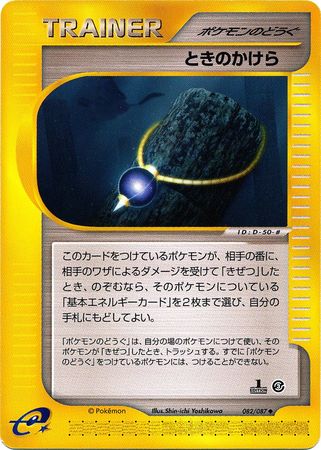 TRAINER
ポケモンのどうぐ
ときのかけら
ID:D-50-#
このカードをつけているポケモンが、相手の番に、
相手のワザによるダメージを受けて「きぜつ」した
とき、のぞむなら、そのポケモンについている
「基本エネルギーカード」を2枚まで選び、自分の
手札にもどしてよい。
「ポケモンのどうぐ」は、自分の場のポケモンにつけて使い、そ
のポケモンが「きぜつ」したとき、トラッシュする。すでに「ポケモ
ンのどうぐ」をつけているポケモンには、つけることができない。
1
EDITION
e
©Pokémon
Illus. Shin-ichi Yoshikawa
082/087◆